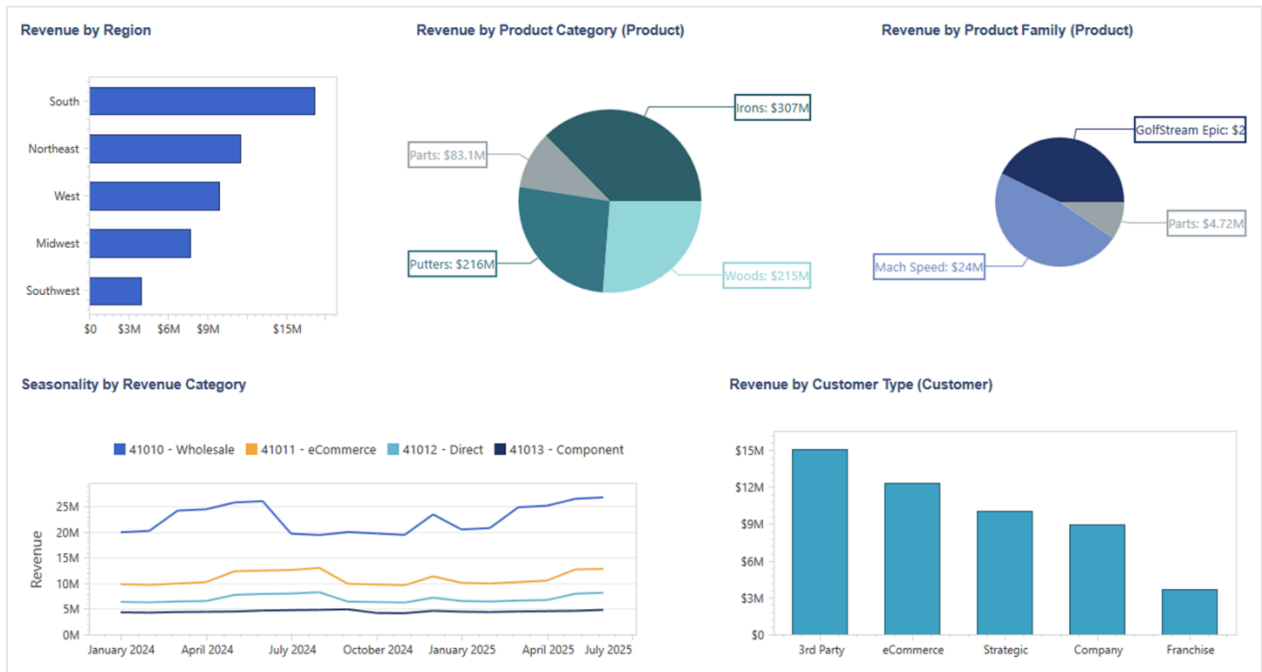 Revenue by Region
South
Northeast
West
Midwest
Southwest
$0 $3M $6M $9M $15M
Revenue by Product Category (Product)
Irons: $307M
Parts: $83.1M
Putters: $216M
Woods: $215M
Revenue by Product Family (Product)
GolfStream Epic: $2
Parts: $4.72M
Mach Speed: $24M
Seasonality by Revenue Category
41010 - Wholesale 41011 - eCommerce 41012 - Direct 41013 - Component
Revenue
25M
20M
15M
10M
5M
0M
January 2024 April 2024 July 2024 October 2024 January 2025 April 2025 July 2025
Revenue by Customer Type (Customer)
$15M
$12M
$9M
$6M
$3M
$0
3rd Party eCommerce Strategic Company Franchise